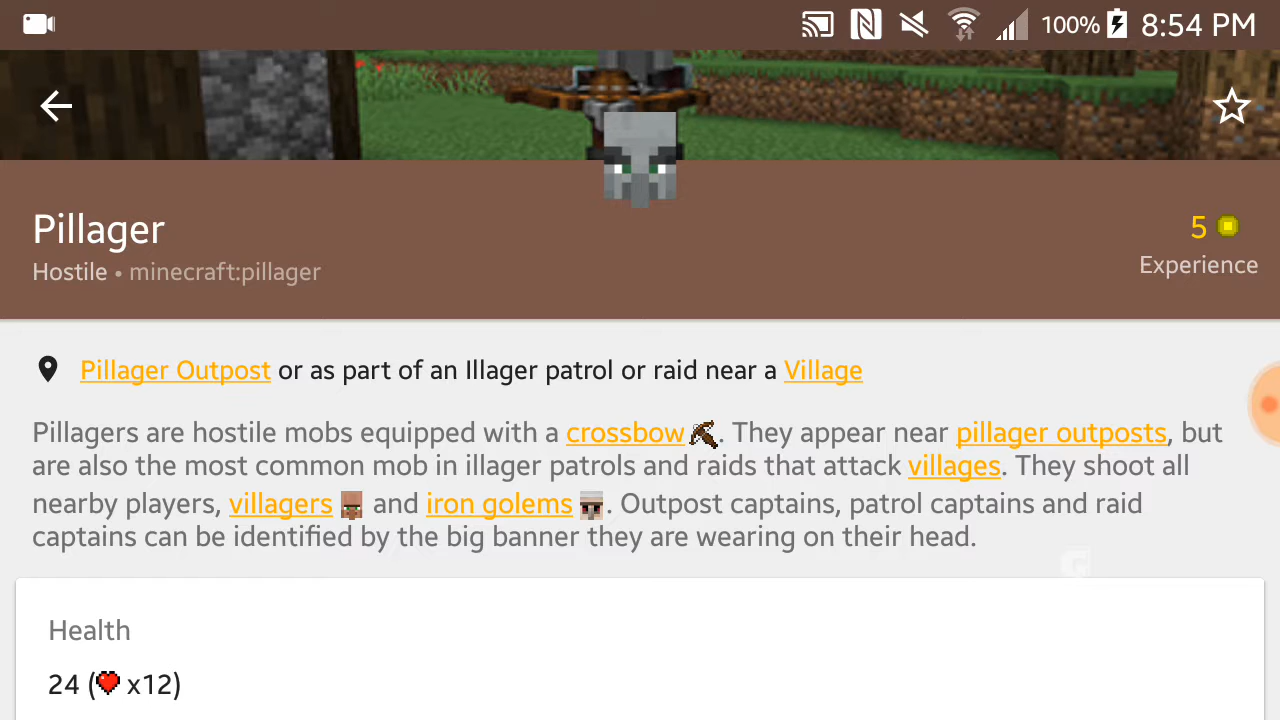 100% 8:54 PM
Pillager
5
Hostile • minecraft:pillager
Experience
Pillager Outpost or as part of an Illager patrol or raid near a Village
Pillagers are hostile mobs equipped with a crossbow. They appear near pillager outposts, but
are also the most common mob in illager patrols and raids that attack villages. They shoot all
nearby players, villagers and iron golems. Outpost captains, patrol captains and raid
captains can be identified by the big banner they are wearing on their head.
Health
24 (x12)